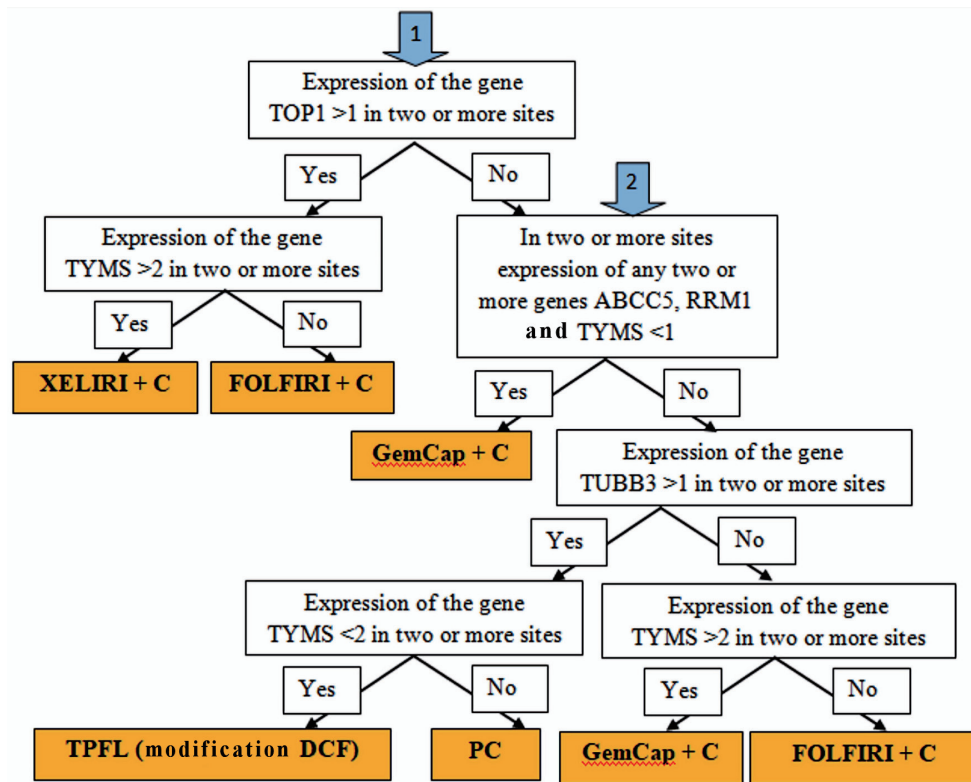 1
Expression of the gene
TOP1 >1 in two or more sites
Yes
No
2
Expression of the gene
TYMS >2 in two or more sites
In two or more sites
expression of any two or
more genes ABCC5, RRM1
and TYMS <1
Yes
No
XELIRI + C
FOLFIRI + C
Yes
No
GemCap + C
Expression of the gene
TUBB3 >1 in two or more sites
Yes
No
Expression of the gene
TYMS <2 in two or more sites
Expression of the gene
TYMS >2 in two or more sites
Yes
No
Yes
No
TPFL (modification DCF)
PC
GemCap + C
FOLFIRI + C